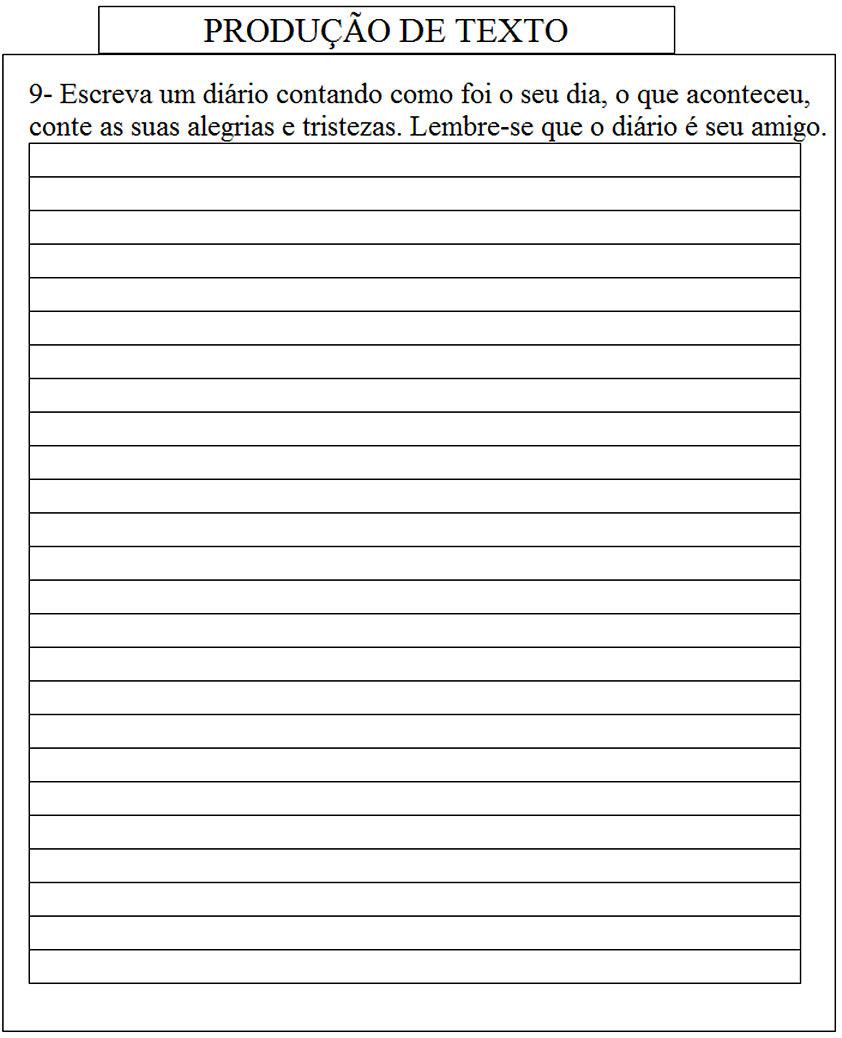 PRODUÇÃO DE TEXTO
9- Escreva um diário contando como foi o seu dia, o que aconteceu,
conte as suas alegrias e tristezas. Lembre-se que o diário é seu amigo.